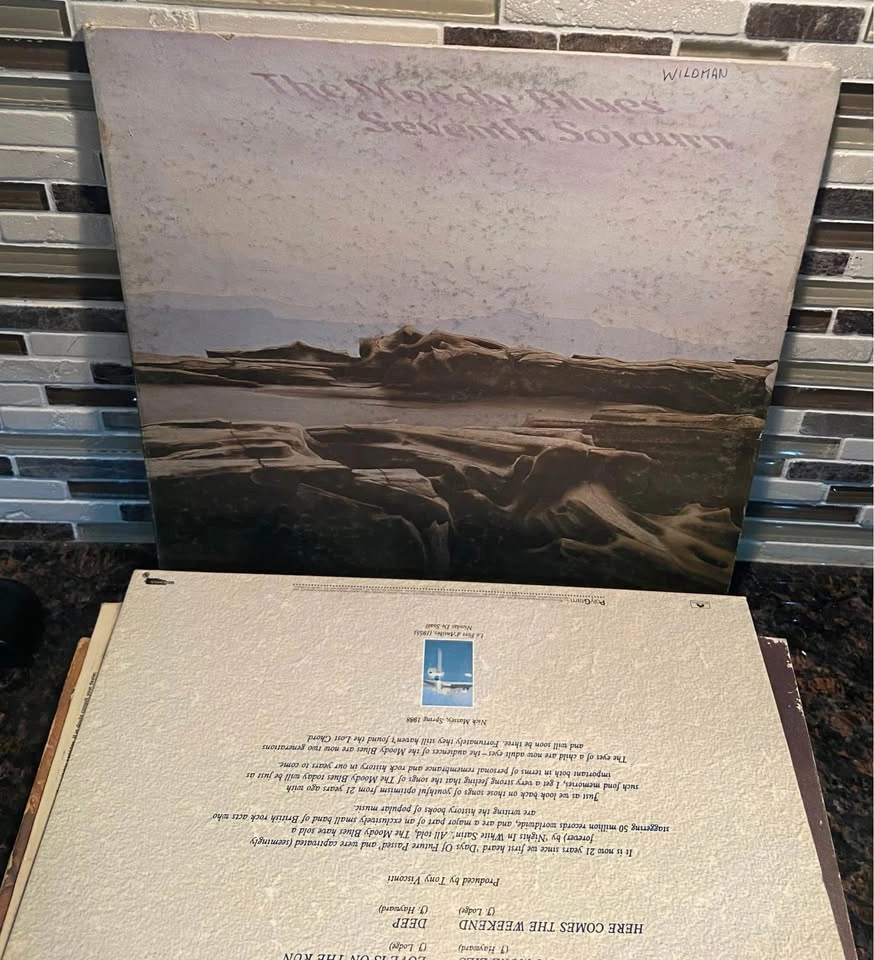 WILDMAN
The Moody Blues
Seventh Sojourn
LOVE IS ON THE RUN
(J. Hayward) (J. Lodge)
HERE COMES THE WEEKEND DEEP
(J. Lodge) (J. Hayward)
Produced by Tony Visconti
It is now 21 years since we first heard 'Days Of Future Passed' and were captivated (seemingly
forever) by 'Nights In White Satin'. All told, The Moody Blues have sold a
staggering 50 million records worldwide, and are a major part of an exclusively small band of British rock acts who
are writing the history books of popular music.
Just as we look back on those songs of youthful optimism from 21 years ago with
such fond memories, I get a very strong feeling that the songs of The Moody Blues today will be just as
important both in terms of personal remembrance and rock history in our years to come.
The eyes of a child are now adult eyes – the audiences of the Moody Blues are now two generations
and will soon be three. Fortunately they still haven't found the Lost Chord.
Nick Massey, Spring 1988
Le Fort d'Antibes (1955)
Nicolas De Staël
PolyGram